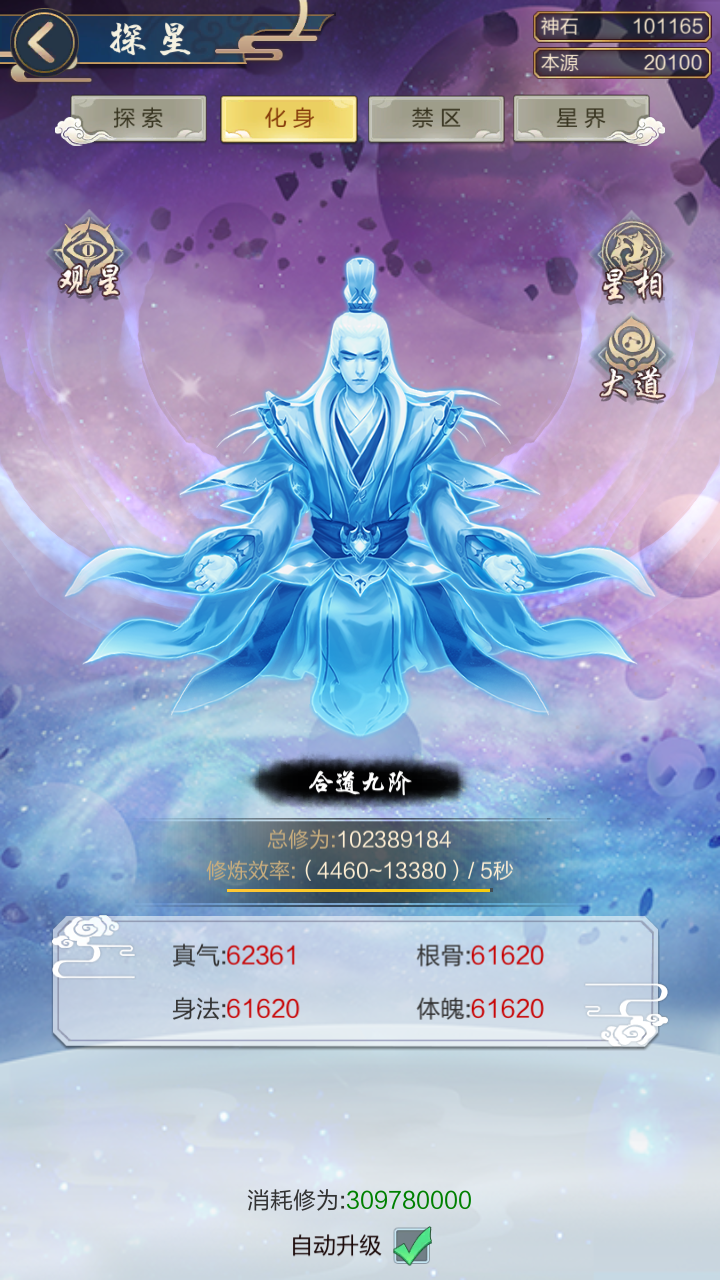 探星
神石 101165
本源 20100
探索 化身 禁区 星界
观星
星相
大道
合道九阶
总修为:102389184
修炼效率:（4460~13380）/ 5秒
真气:62361 根骨:61620
身法:61620 体魄:61620
消耗修为:309780000
自动升级